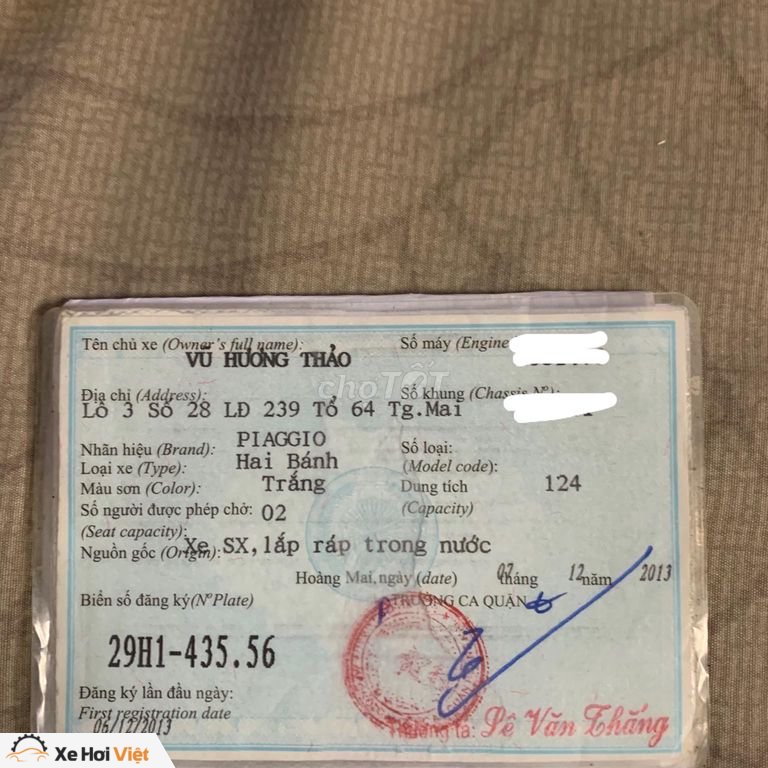 Tên chủ xe (Owner's full name):
VŨ HƯƠNG THẢO
Số máy (Engine
Địa chỉ (Address):
Số khung (Chassis Nº):
Lô 3 Số 28 LĐ 239 Tổ 64 Tg.Mai
Nhãn hiệu (Brand): PIAGGIO
Số loại:
Loại xe (Type): Hai Bánh
(Model code):
Màu sơn (Color): Trắng
Dung tích 124
Số người được phép chở: 02
(Capacity)
(Seat capacity):
Nguồn gốc (Origin): Xe SX, lắp ráp trong nước
Hoàng Mai, ngày (date) tháng 12 năm 2013
Biển số đăng ký (Nº Plate)
TRƯỞNG CA QUẬN
29H1-435.56
Đăng ký lần đầu ngày:
First registration date
06/12/2013
Thượng tá: Lê Văn Thắng
choTỐT
Xe Hơi Việt